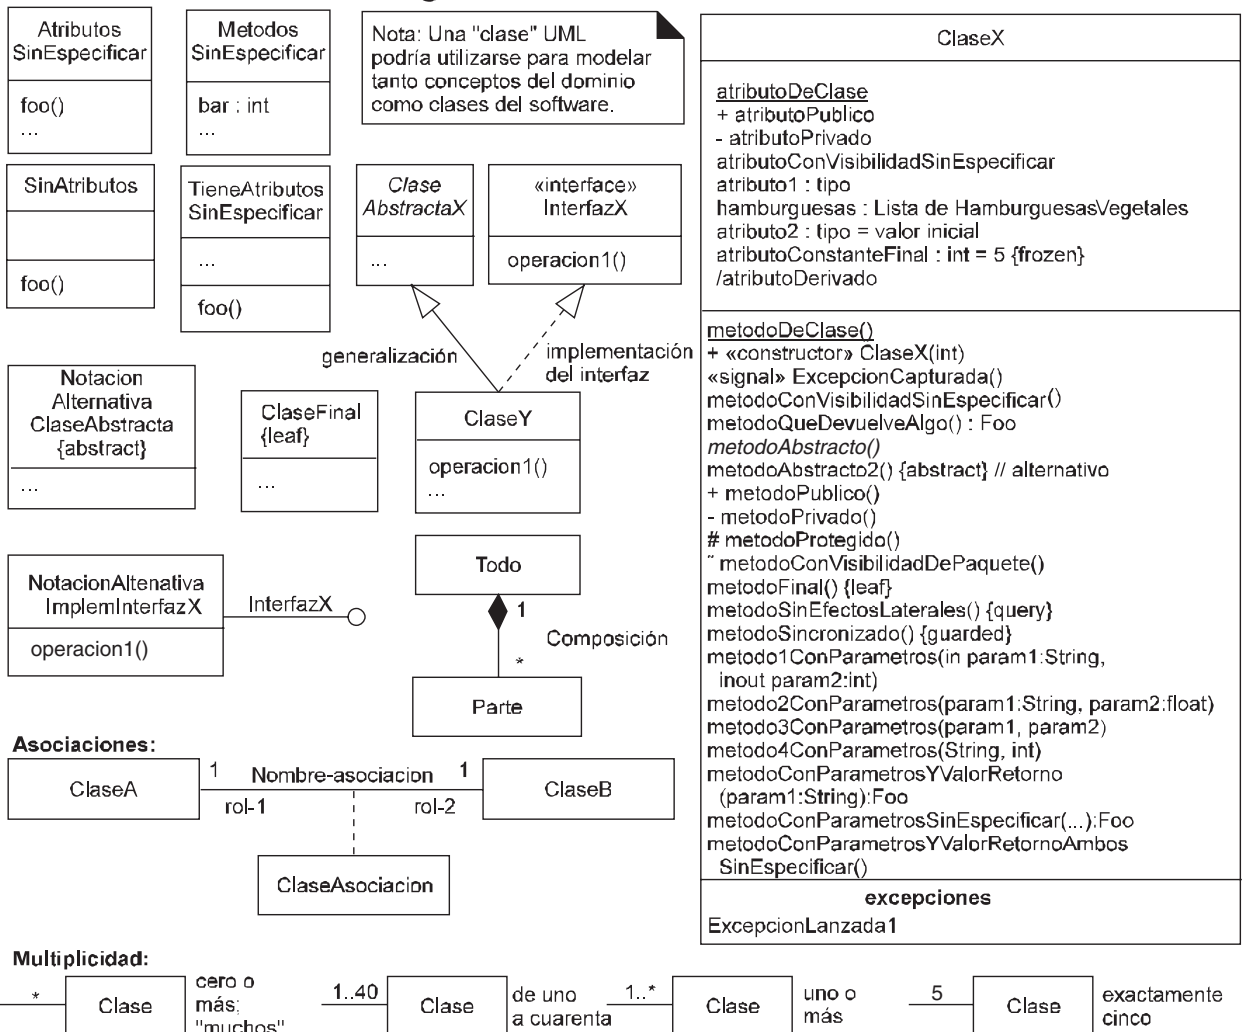 Atributos
SinEspecificar
foo()
...
Metodos
SinEspecificar
bar : int
...
Nota: Una "clase" UML
podría utilizarse para modelar
tanto conceptos del dominio
como clases del software.
SinAtributos
foo()
TieneAtributos
SinEspecificar
...
foo()
Clase
AbstractaX
...
«interface»
InterfazX
operacion1()
generalización
implementación
del interfaz
Notacion
Alternativa
ClaseAbstracta
{abstract}
...
ClaseFinal
{leaf}
...
ClaseY
operacion1()
...
NotacionAltenativa
ImplemInterfazX
operacion1()
InterfazX
Todo
1
Composición
*
Parte
ClaseX
atributoDeClase
+ atributoPublico
- atributoPrivado
atributoConVisibilidadSinEspecificar
atributo1 : tipo
hamburguesas : Lista de HamburguesasVegetales
atributo2 : tipo = valor inicial
atributoConstanteFinal : int = 5 {frozen}
/atributoDerivado
metodoDeClase()
+ «constructor» ClaseX(int)
«signal» ExcepcionCapturada()
metodoConVisibilidadSinEspecificar()
metodoQueDevuelveAlgo() : Foo
metodoAbstracto()
metodoAbstracto2() {abstract} // alternativo
+ metodoPublico()
- metodoPrivado()
# metodoProtegido()
~ metodoConVisibilidadDePaquete()
metodoFinal() {leaf}
metodoSinEfectosLaterales() {query}
metodoSincronizado() {guarded}
metodo1ConParametros(in param1:String,
inout param2:int)
metodo2ConParametros(param1:String, param2:float)
metodo3ConParametros(param1, param2)
metodo4ConParametros(String, int)
metodoConParametrosYValorRetorno
(param1:String):Foo
metodoConParametrosSinEspecificar(...):Foo
metodoConParametrosYValorRetornoAmbos
SinEspecificar()
excepciones
ExcepcionLanzada1
Asociaciones:
ClaseA
1
Nombre-asociacion
1
rol-1
rol-2
ClaseB
ClaseAsociacion
Multiplicidad:
*
Clase
cero o
más;
"muchos"
1..40
Clase
de uno
a cuarenta
1..*
Clase
uno o
más
5
Clase
exactamente
cinco